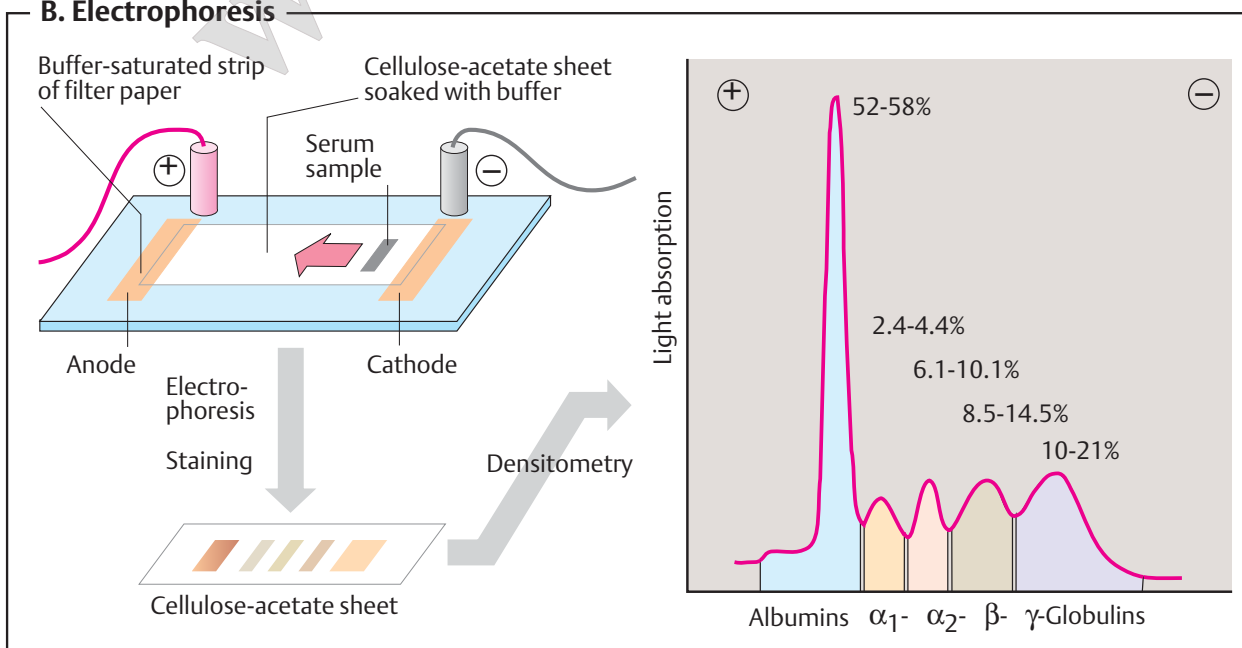 B. Electrophoresis
Buffer-saturated strip
of filter paper
Cellulose-acetate sheet
soaked with buffer
Serum
sample
+
−
Anode
Cathode
Electro-
phoresis
Staining
Densitometry
Cellulose-acetate sheet
+
−
Light absorption
52-58%
2.4-4.4%
6.1-10.1%
8.5-14.5%
10-21%
Albumins α₁- α₂- β- γ-Globulins